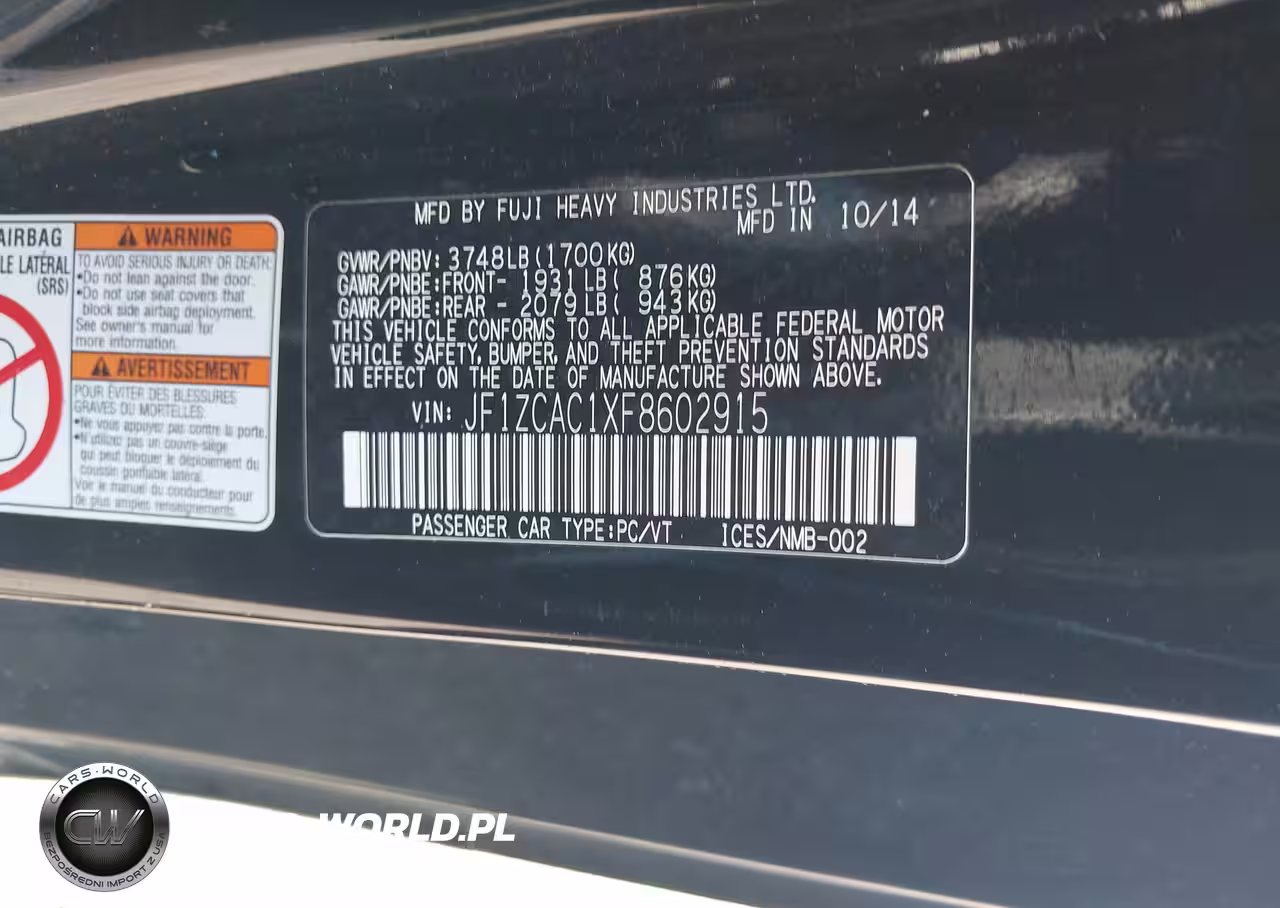 AIRBAG
LE LATÉRAL
(SRS)
WARNING
TO AVOID SERIOUS INJURY OR DEATH:
•Do not lean against the door.
•Do not use seat covers that
block side airbag deployment.
See owner's manual for
more information.
AVERTISSEMENT
POUR ÉVITER DES BLESSURES
GRAVES OU MORTELLES:
•Ne vous appuyez pas contre la porte.
•N'utilisez pas un couvre-siège
qui peut bloquer le déploiement du
coussin gonflable latéral.
Voir le manuel du conducteur pour
de plus amples renseignements.
MFD BY FUJI HEAVY INDUSTRIES LTD.
MFD IN 10/14
GVWR/PNBV: 3748LB(1700KG)
GAWR/PNBE:FRONT- 1931LB( 876KG)
GAWR/PNBE:REAR - 2079LB( 943KG)
THIS VEHICLE CONFORMS TO ALL APPLICABLE FEDERAL MOTOR
VEHICLE SAFETY, BUMPER, AND THEFT PREVENTION STANDARDS
IN EFFECT ON THE DATE OF MANUFACTURE SHOWN ABOVE.
VIN: JF1ZCAC1XF8602915
PASSENGER CAR TYPE:PC/VT ICES/NMB-002
CARS-WORLD
CW
BEZPOŚREDNI IMPORT Z USA
WORLD.PL